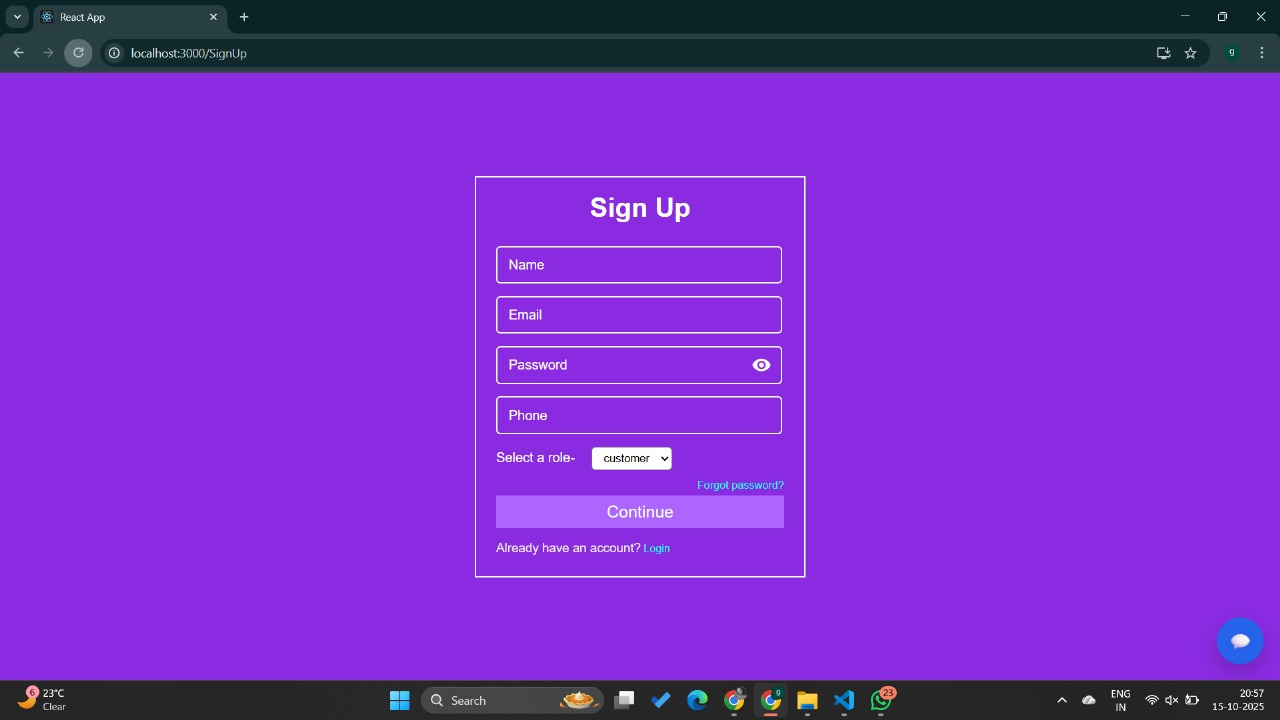 React App
localhost:3000/SignUp
g
Sign Up
Name
Email
Password
Phone
Select a role- customer
Forgot password?
Continue
Already have an account? Login
6
23°C
Clear
Search
g
23
ENG
IN
20:57
15-10-2025